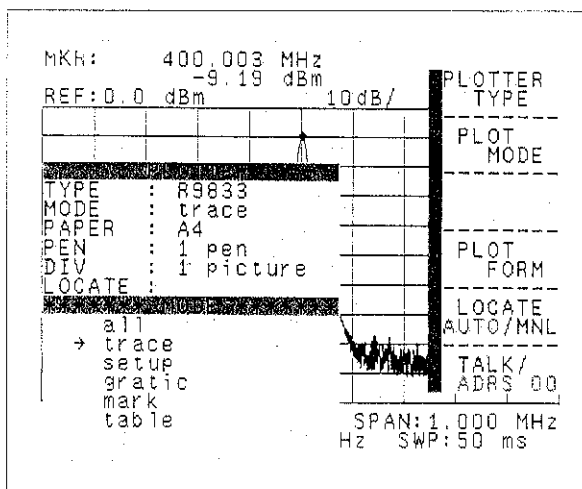 MKR: 400.003 MHz
-9.19 dBm
REF:0.0 dBm 10dB/
TYPE : R9833
MODE : trace
PAPER : A4
PEN : 1 pen
DIV : 1 picture
LOCATE :
all
→ trace
setup
gratic
mark
table
PLOTTER
TYPE
PLOT
MODE
PLOT
FORM
LOCATE
AUTO/MNL
TALK/
ADRS 00
SPAN:1.000 MHz
Hz SWP:50 ms